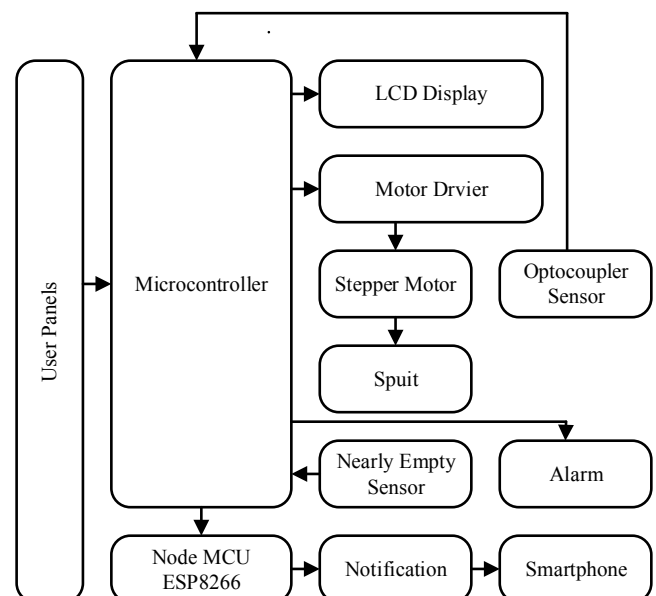 LCD Display
Motor Drvier
Microcontroller
Stepper Motor
Optocoupler
Sensor
User Panels
Spuit
Nearly Empty
Sensor
Alarm
Node MCU
ESP8266
Notification
Smartphone